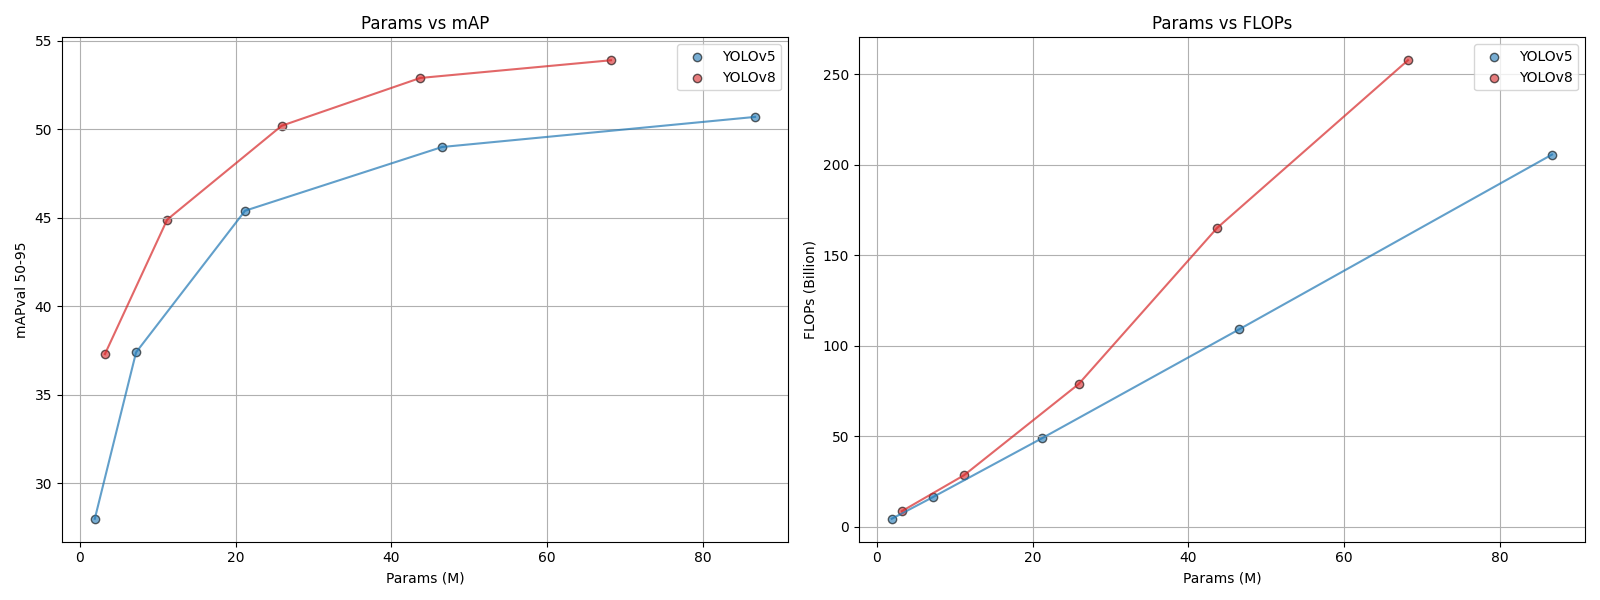 Params vs mAP
55
50
45
40
35
30
mAPval 50-95
0 20 40 60 80
Params (M)
YOLOv5
YOLOv8
Params vs FLOPs
250
200
150
100
50
0
FLOPs (Billion)
0 20 40 60 80
Params (M)
YOLOv5
YOLOv8